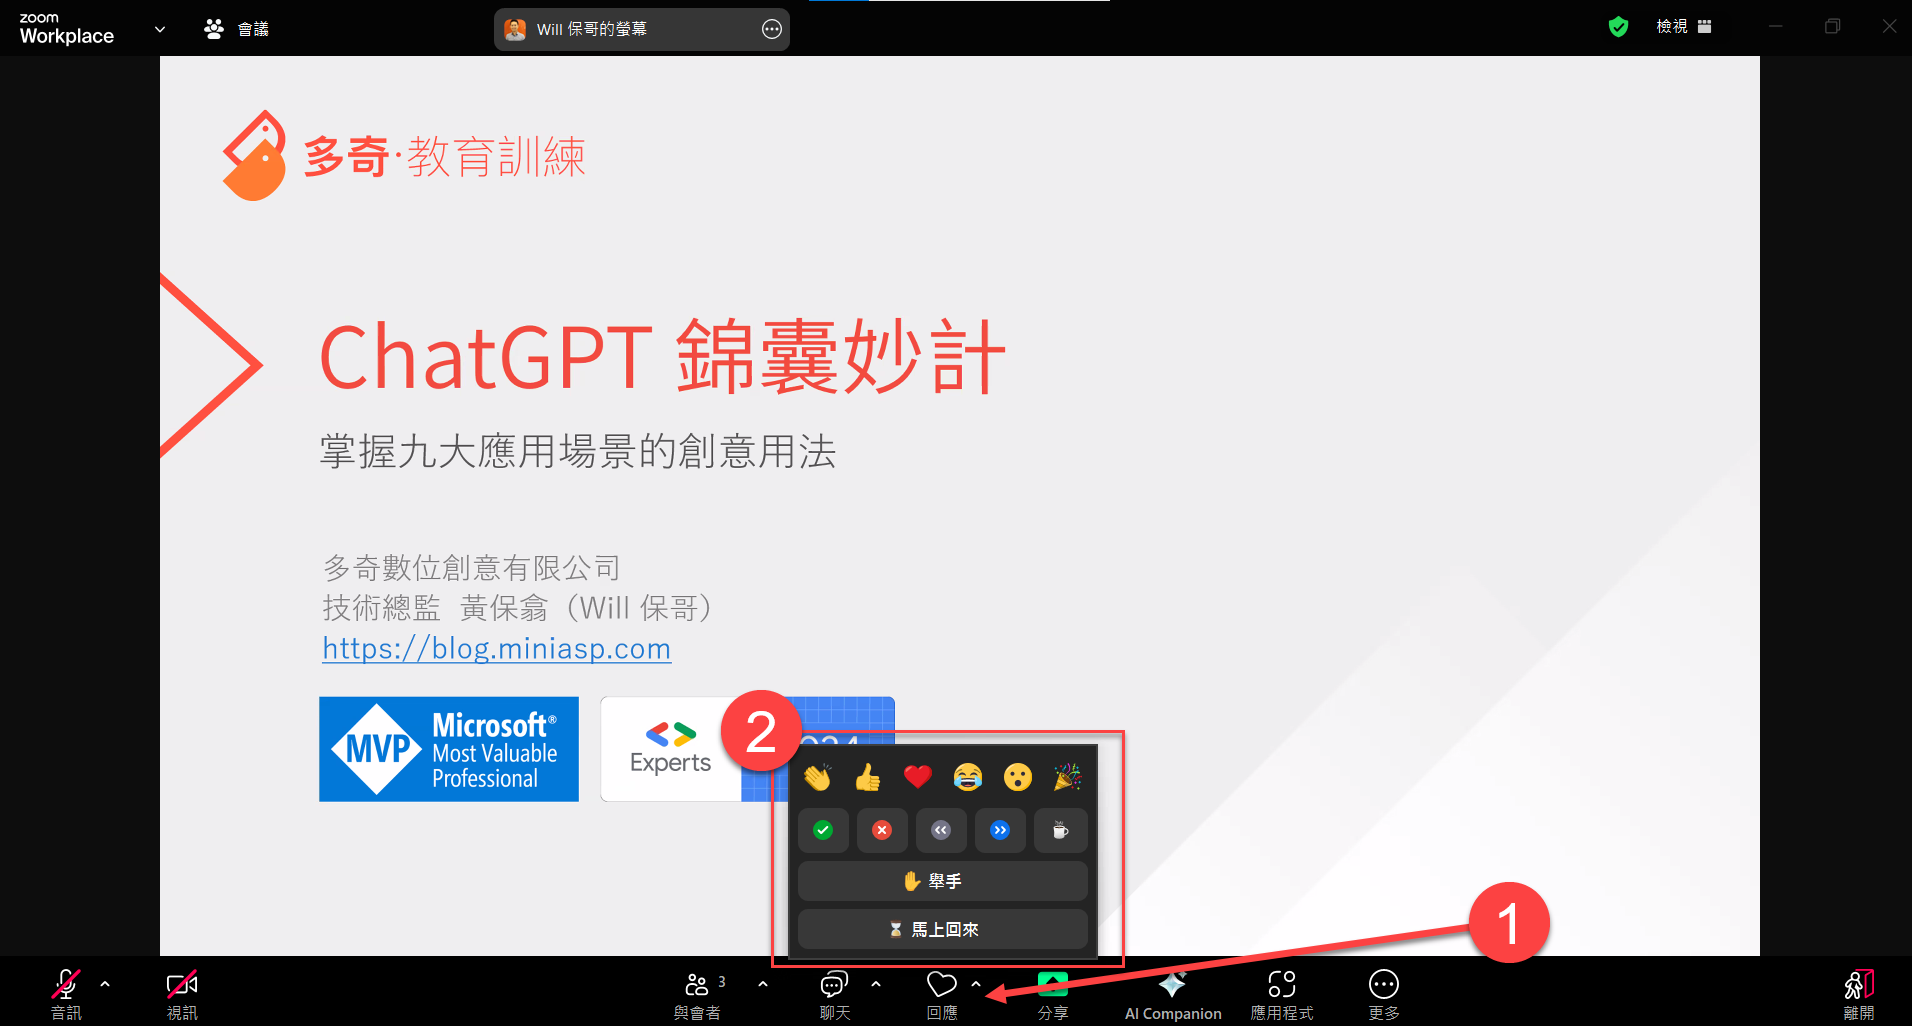 zoom
Workplace
會議
Will 保哥的螢幕
檢視
多奇·教育訓練
ChatGPT 錦囊妙計
掌握九大應用場景的創意用法
多奇數位創意有限公司
技術總監 黃保翕（Will 保哥）
https://blog.miniasp.com
MVP
Microsoft®
Most Valuable
Professional
Experts
2
舉手
馬上回來
1
音訊
視訊
3
與會者
聊天
回應
分享
AI Companion
應用程式
更多
離開